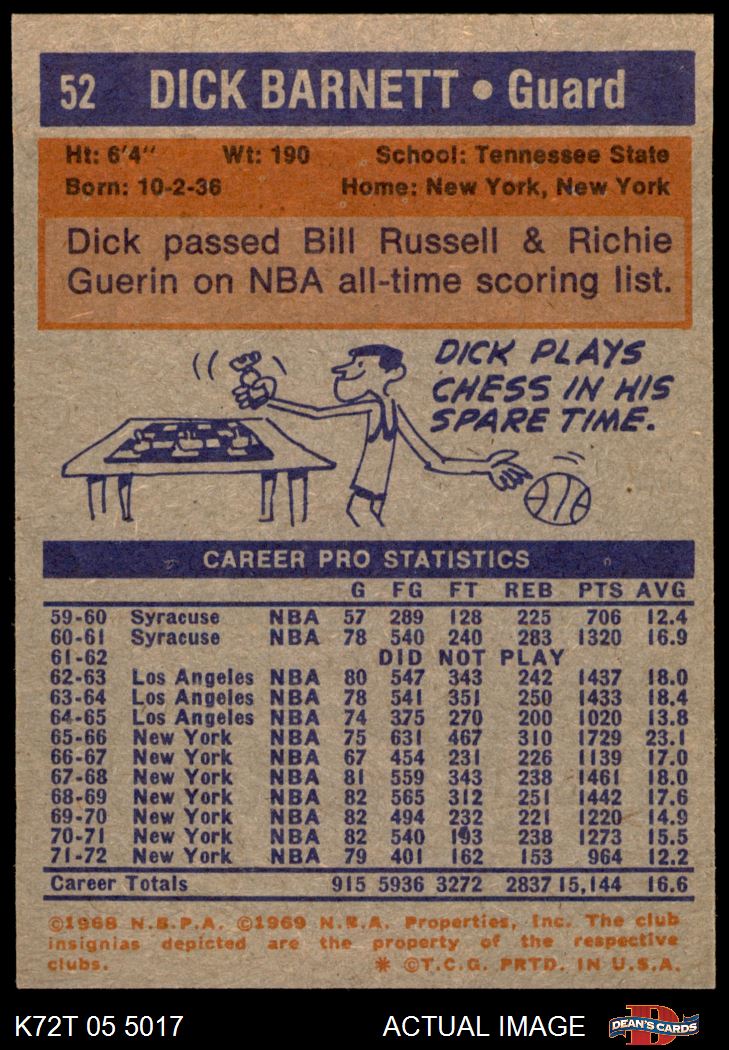 52 DICK BARNETT • Guard
Ht: 6'4" Wt: 190 School: Tennessee State
Born: 10-2-36 Home: New York, New York
Dick passed Bill Russell & Richie
Guerin on NBA all-time scoring list.
DICK PLAYS
CHESS IN HIS
SPARE TIME.
CAREER PRO STATISTICS
G FG FT REB PTS AVG
59-60 Syracuse NBA 57 289 128 225 706 12.4
60-61 Syracuse NBA 78 540 240 283 1320 16.9
61-62 DID NOT PLAY
62-63 Los Angeles NBA 80 547 343 242 1437 18.0
63-64 Los Angeles NBA 78 541 351 250 1433 18.4
64-65 Los Angeles NBA 74 375 270 200 1020 13.8
65-66 New York NBA 75 631 467 310 1729 23.1
66-67 New York NBA 67 454 231 226 1139 17.0
67-68 New York NBA 81 559 343 238 1461 18.0
68-69 New York NBA 82 565 312 251 1442 17.6
69-70 New York NBA 82 494 232 221 1220 14.9
70-71 New York NBA 82 540 193 238 1273 15.5
71-72 New York NBA 79 401 162 153 964 12.2
Career Totals 915 5936 3272 2837 15,144 16.6
©1968 N.B.P.A. ©1969 N.B.A. Properties, Inc. The club
insignias depicted are the property of the respective
clubs. * ©T.C.G. PRTD. IN U.S.A.
K72T 05 5017 ACTUAL IMAGE DEAN'S CARDS